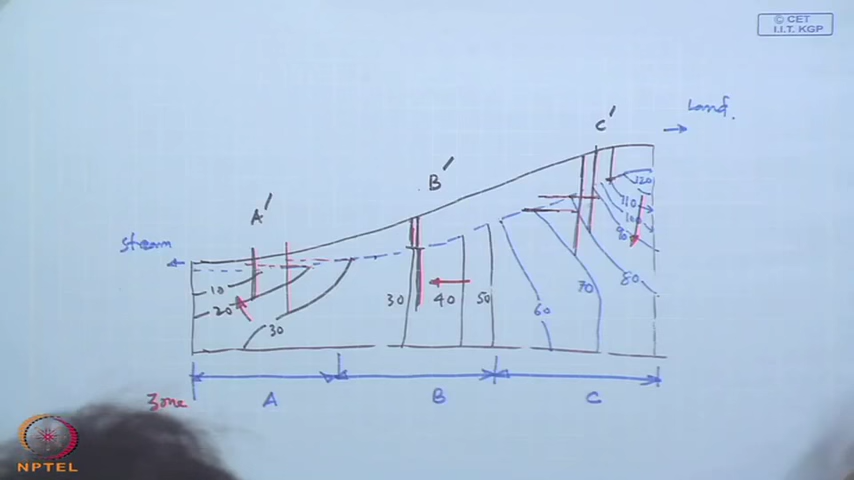 © CET
I.I.T. KGP
Land.
C'
B'
A'
Stream
120
110
100
90
80
70
60
50
40
30
10
20
30
Zone
A
B
C
NPTEL